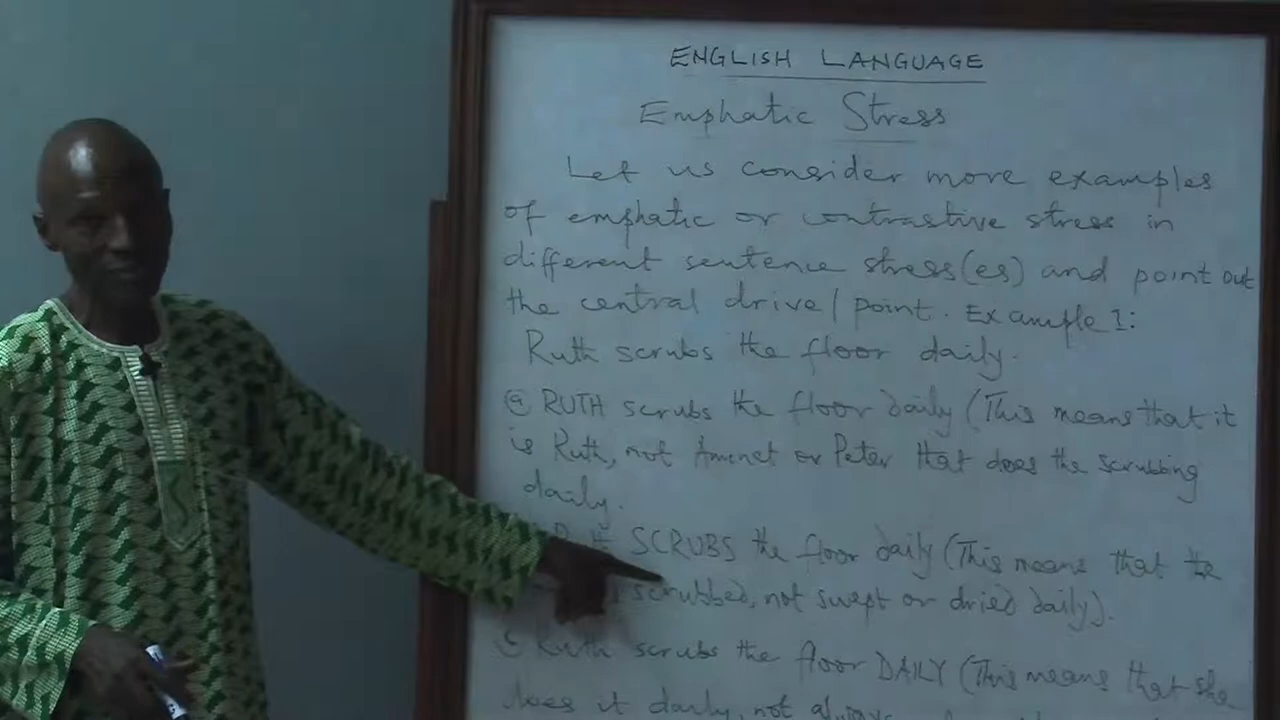 ENGLISH LANGUAGE
Emphatic Stress
Let us consider more examples
of emphatic or contrastive stress in
different sentence stress(es) and point out
the central drive/point. Example 1:
Ruth scrubs the floor daily.
(a) RUTH scrubs the floor daily (This means that it
is Ruth, not or Peter that does the scrubbing
daily.
SCRUBS the floor daily (This means that the
scrubbed, not swept or dried daily).
(c) Ruth scrubs the floor DAILY (This means that she
does it daily, not